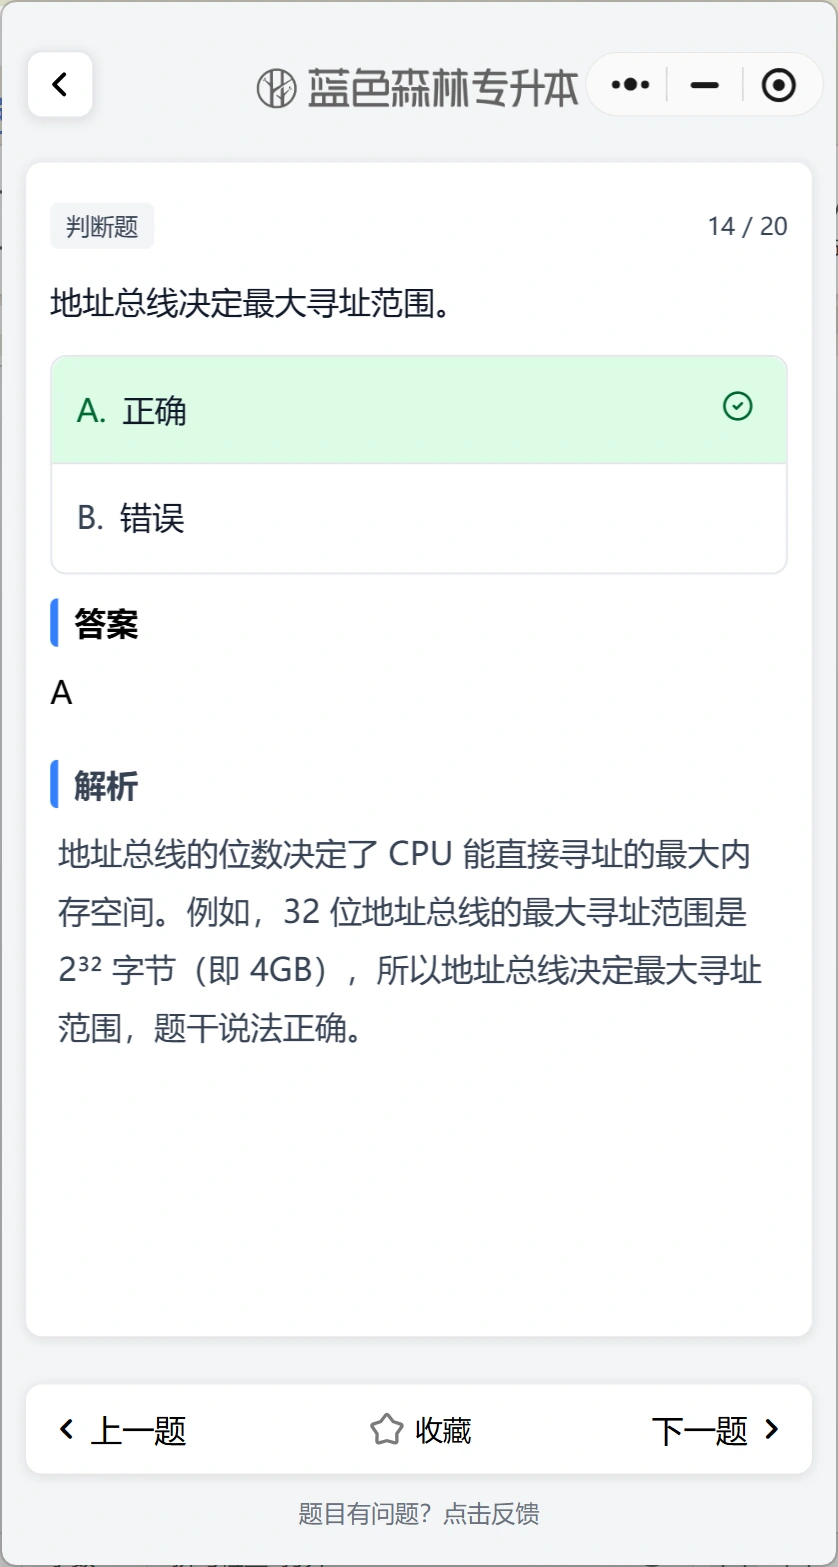 蓝色森林专升本
判断题
14 / 20
地址总线决定最大寻址范围。
A. 正确
B. 错误
答案
A
解析
地址总线的位数决定了 CPU 能直接寻址的最大内
存空间。例如，32 位地址总线的最大寻址范围是
2³² 字节（即 4GB），所以地址总线决定最大寻址
范围，题干说法正确。
上一题
收藏
下一题
题目有问题？点击反馈